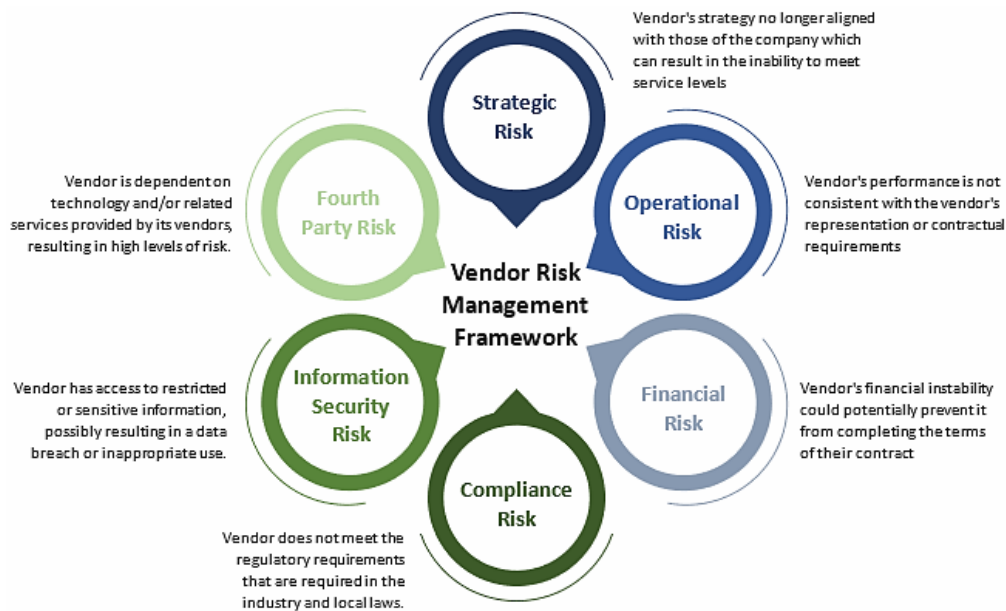 Vendor's strategy no longer aligned
with those of the company which
can result in the inability to meet
service levels
Strategic
Risk
Vendor's performance is not
consistent with the vendor's
representation or contractual
requirements
Operational
Risk
Vendor's financial instability
could potentially prevent it
from completing the terms
of their contract
Financial
Risk
Compliance
Risk
Vendor does not meet the
regulatory requirements
that are required in the
industry and local laws.
Information
Security
Risk
Vendor has access to restricted
or sensitive information,
possibly resulting in a data
breach or inappropriate use.
Fourth
Party Risk
Vendor is dependent on
technology and/or related
services provided by its vendors,
resulting in high levels of risk.
Vendor Risk
Management
Framework